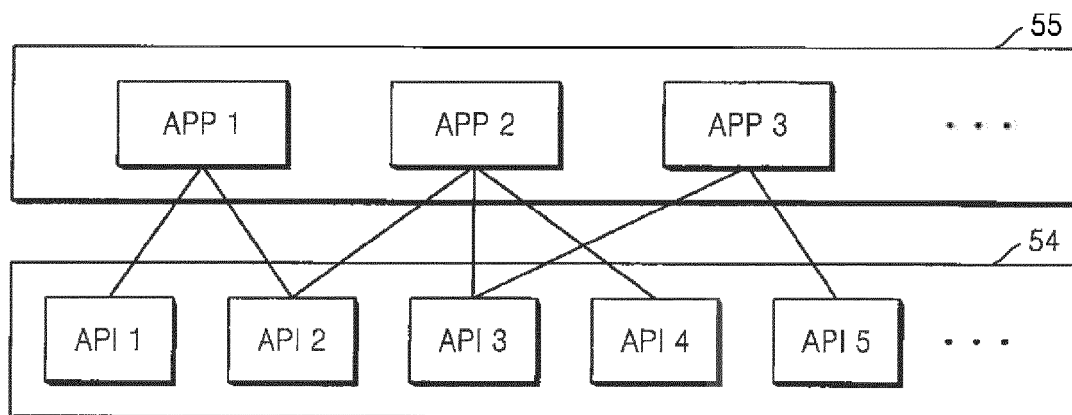 55
APP 1 APP 2 APP 3 ...
54
API 1 API 2 API 3 API 4 API 5 ...